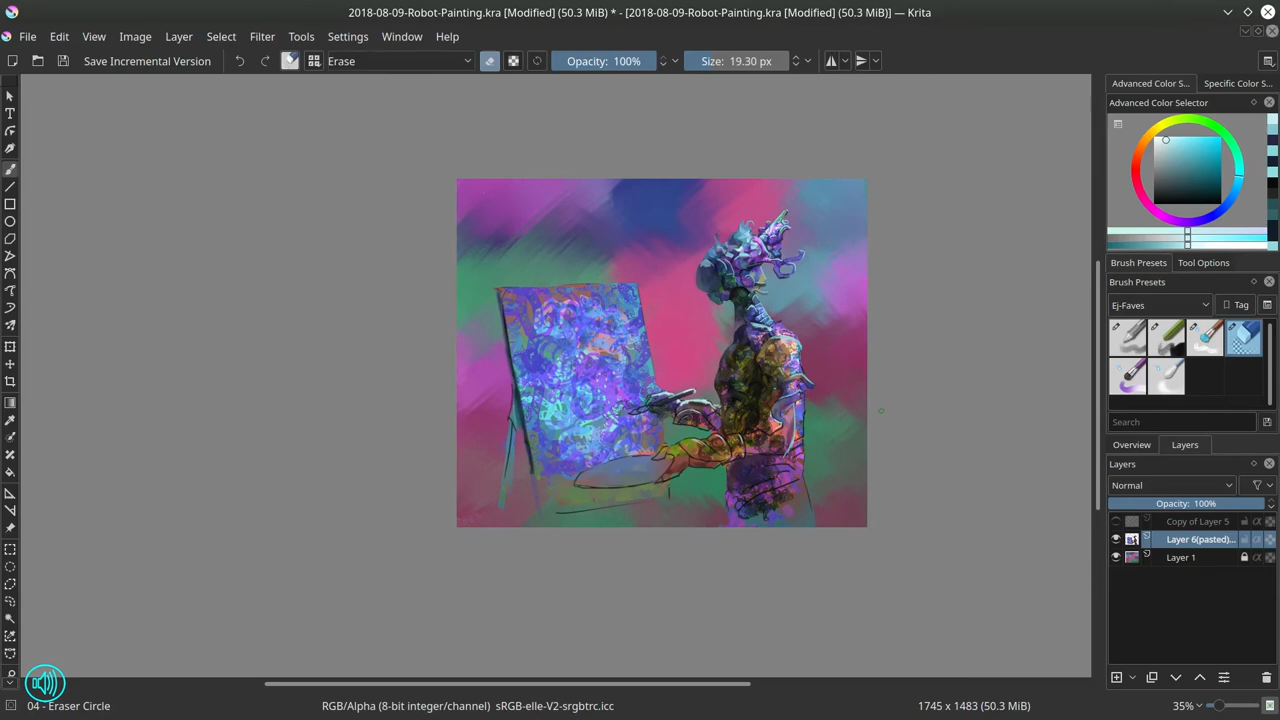 2018-08-09-Robot-Painting.kra [Modified] (50.3 MiB) * - [2018-08-09-Robot-Painting.kra [Modified] (50.3 MiB)] — Krita
File Edit View Image Layer Select Filter Tools Settings Window Help
Save Incremental Version Erase Opacity: 100% Size: 19.30 px
Advanced Color S... Specific Color S...
Advanced Color Selector
Brush Presets Tool Options
Brush Presets
Ej-Faves Tag
Search
Overview Layers
Layers
Normal
Opacity: 100%
Copy of Layer 5
Layer 6(pasted)...
Layer 1
04 - Eraser Circle RGB/Alpha (8-bit integer/channel) sRGB-elle-V2-srgbtrc.icc 1745 x 1483 (50.3 MiB) 35%